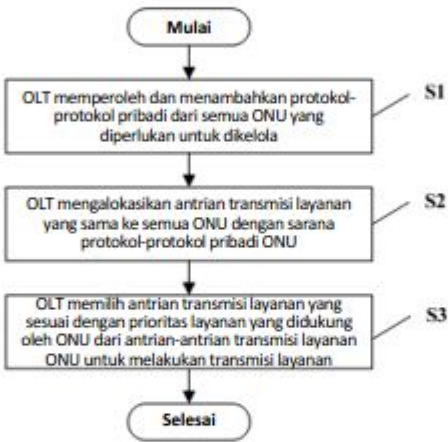 Mulai
OLT memperoleh dan menambahkan protokol-
protokol pribadi dari semua ONU yang
diperlukan untuk dikelola
S1
OLT mengalokasikan antrian transmisi layanan
yang sama ke semua ONU dengan sarana
protokol-protokol pribadi ONU
S2
OLT memilih antrian transmisi layanan yang
sesuai dengan prioritas layanan yang didukung
oleh ONU dari antrian-antrian transmisi layanan
ONU untuk melakukan transmisi layanan
S3
Selesai